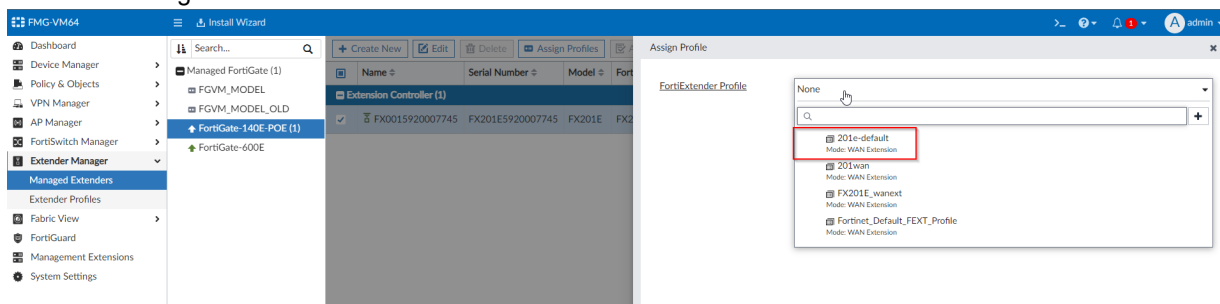 FMG-VM64
Install Wizard
1
A admin
Dashboard
Device Manager
Policy & Objects
VPN Manager
AP Manager
FortiSwitch Manager
Extender Manager
Managed Extenders
Extender Profiles
Fabric View
FortiGuard
Management Extensions
System Settings
Search...
Managed FortiGate (1)
FGVM_MODEL
FGVM_MODEL_OLD
FortiGate-140E-POE (1)
FortiGate-600E
+ Create New Edit Delete Assign Profiles
Name Serial Number Model Fort
Extension Controller (1)
FX0015920007745 FX201E5920007745 FX201E FX2
Assign Profile
FortiExtender Profile
None
201e-default
Mode: WAN Extension
201wan
Mode: WAN Extension
FX201E_wanext
Mode: WAN Extension
Fortinet_Default_FEXT_Profile
Mode: WAN Extension